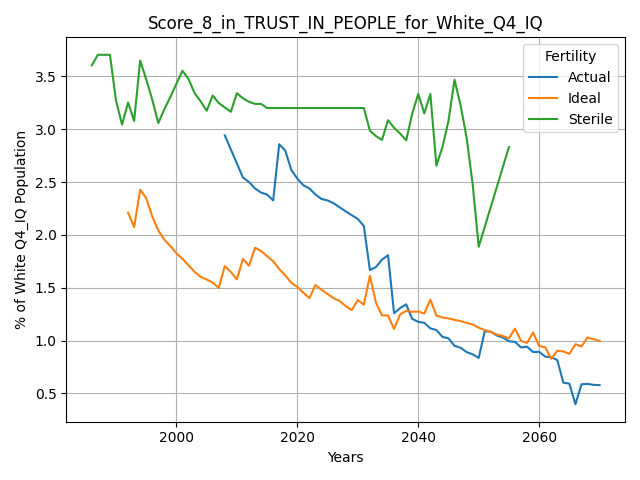 Score_8_in_TRUST_IN_PEOPLE_for_White_Q4_IQ
Fertility
Actual
Ideal
Sterile
% of White Q4_IQ Population
3.5
3.0
2.5
2.0
1.5
1.0
0.5
2000
2020
2040
2060
Years